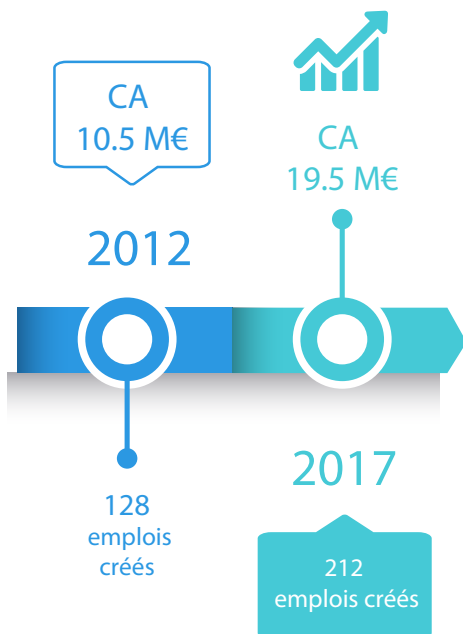 CA
10.5 M€
2012
128
emplois
créés
CA
19.5 M€
2017
212
emplois créés